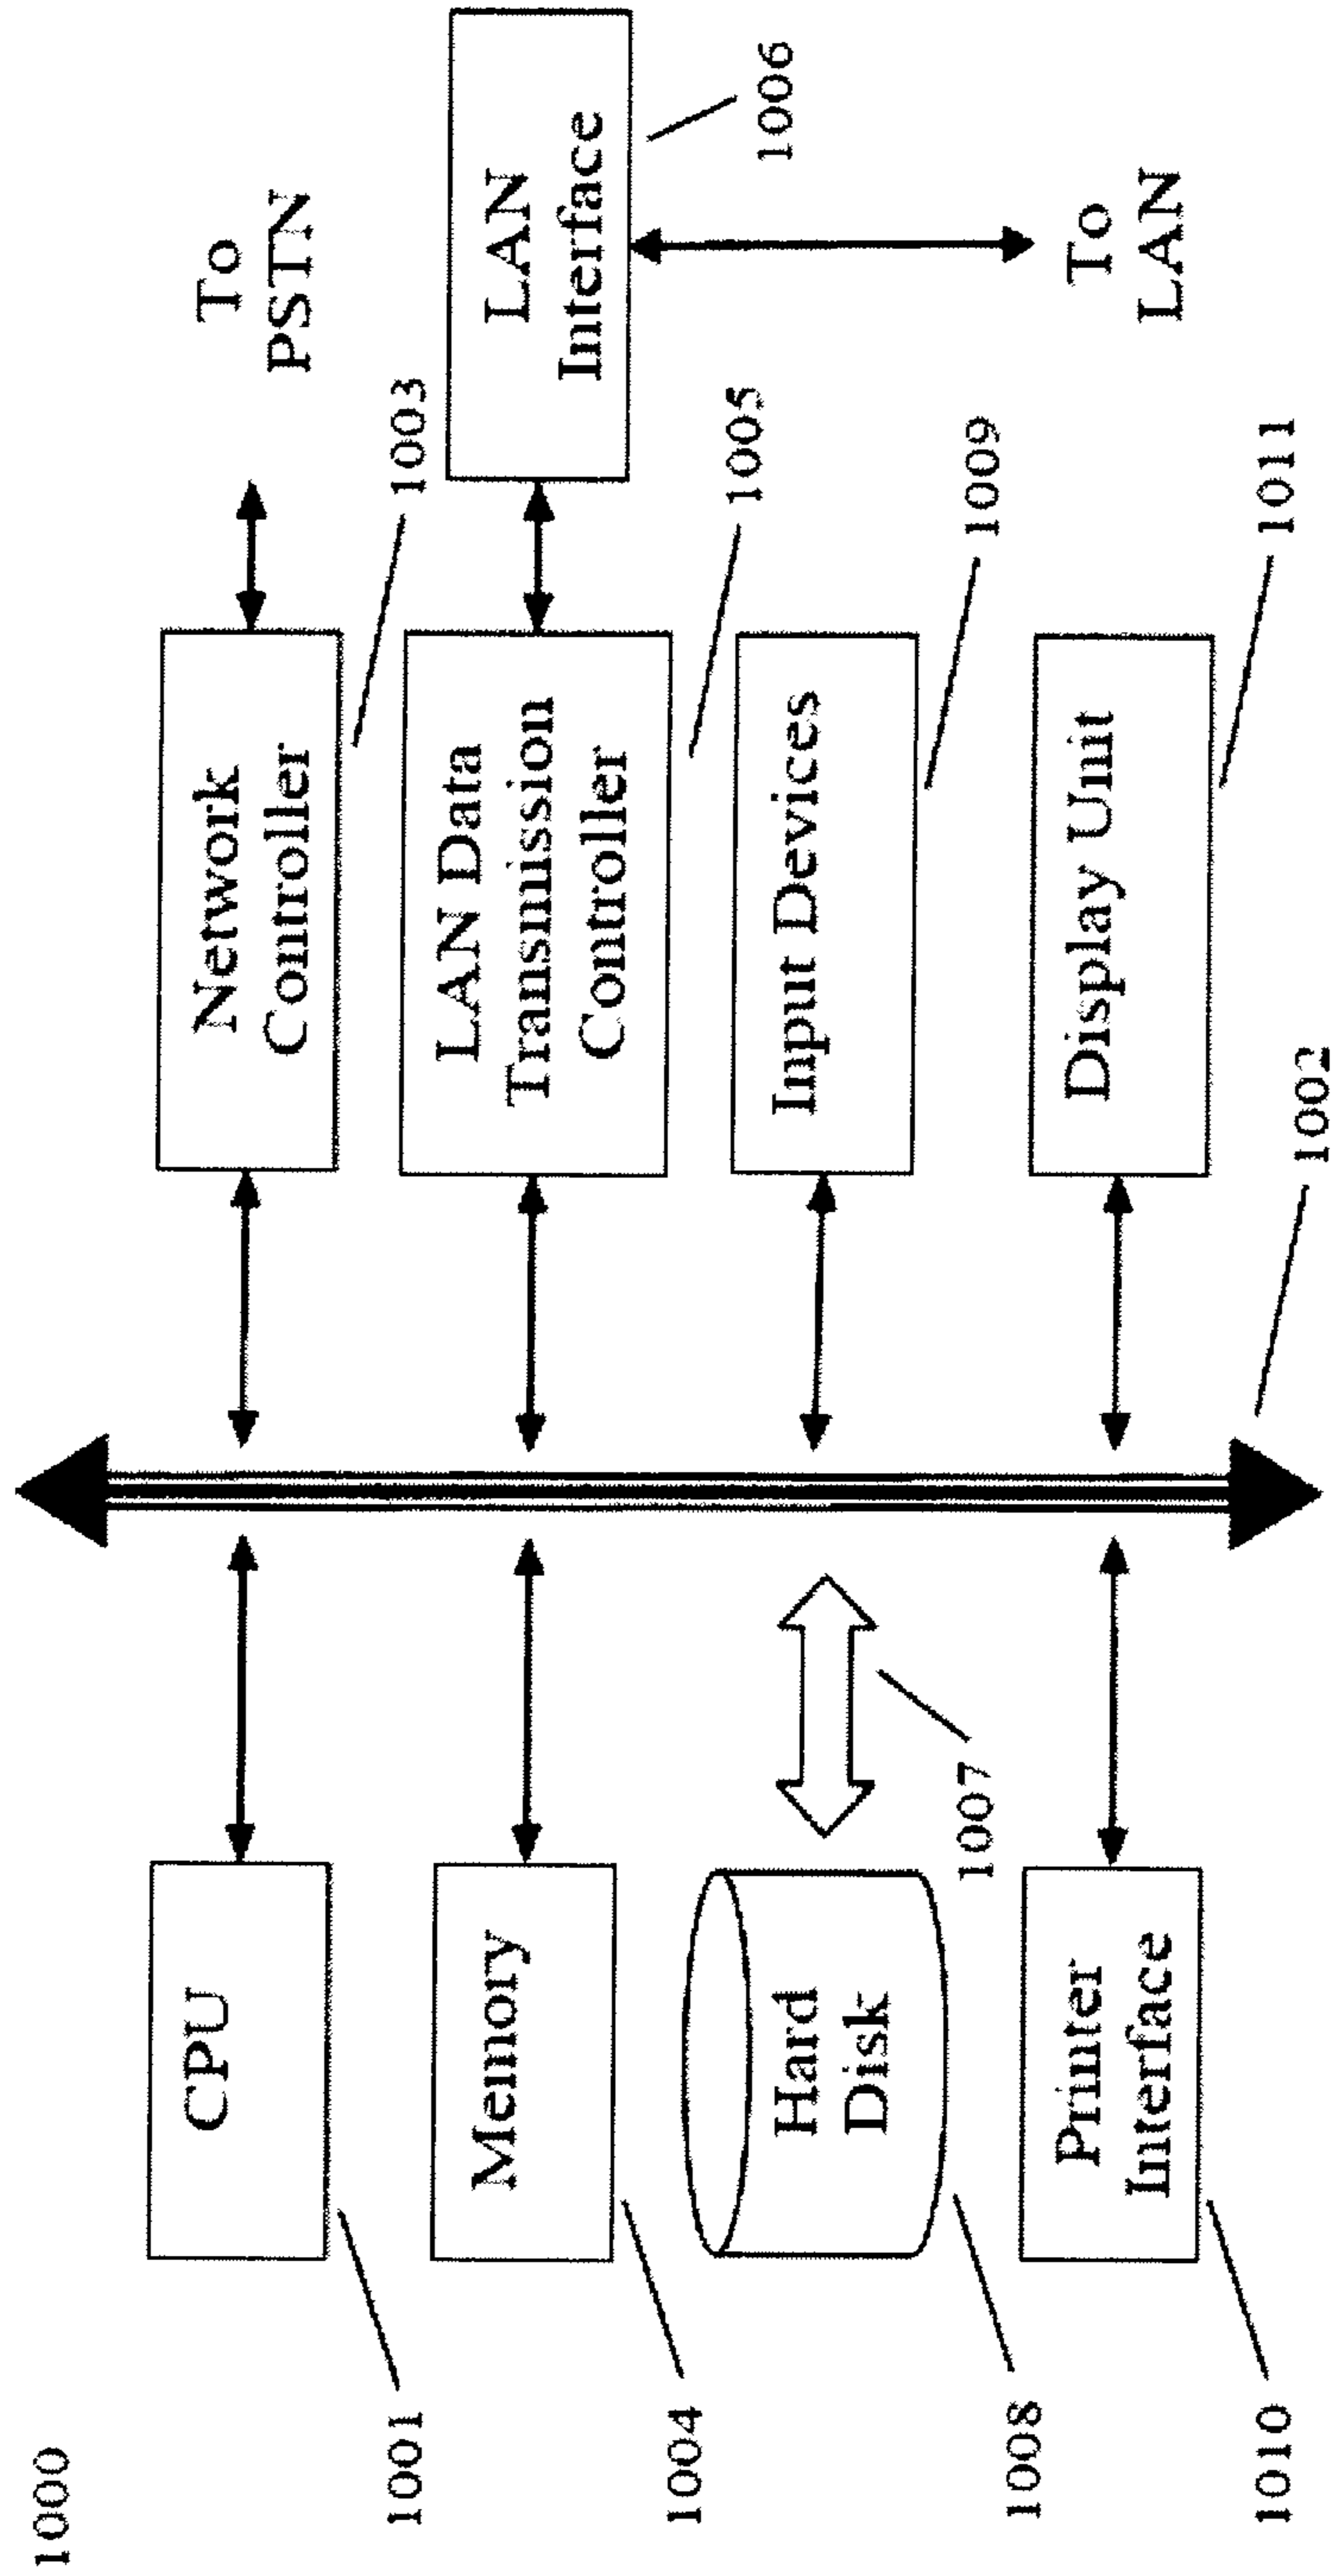 1000
CPU
1001
Memory
1004
Hard
Disk
1008
1007
Printer
Interface
1010
1002
Network
Controller
1003
To
PSTN
LAN Data
Transmission
Controller
1005
LAN
Interface
1006
To
LAN
Input Devices
1009
Display Unit
1011